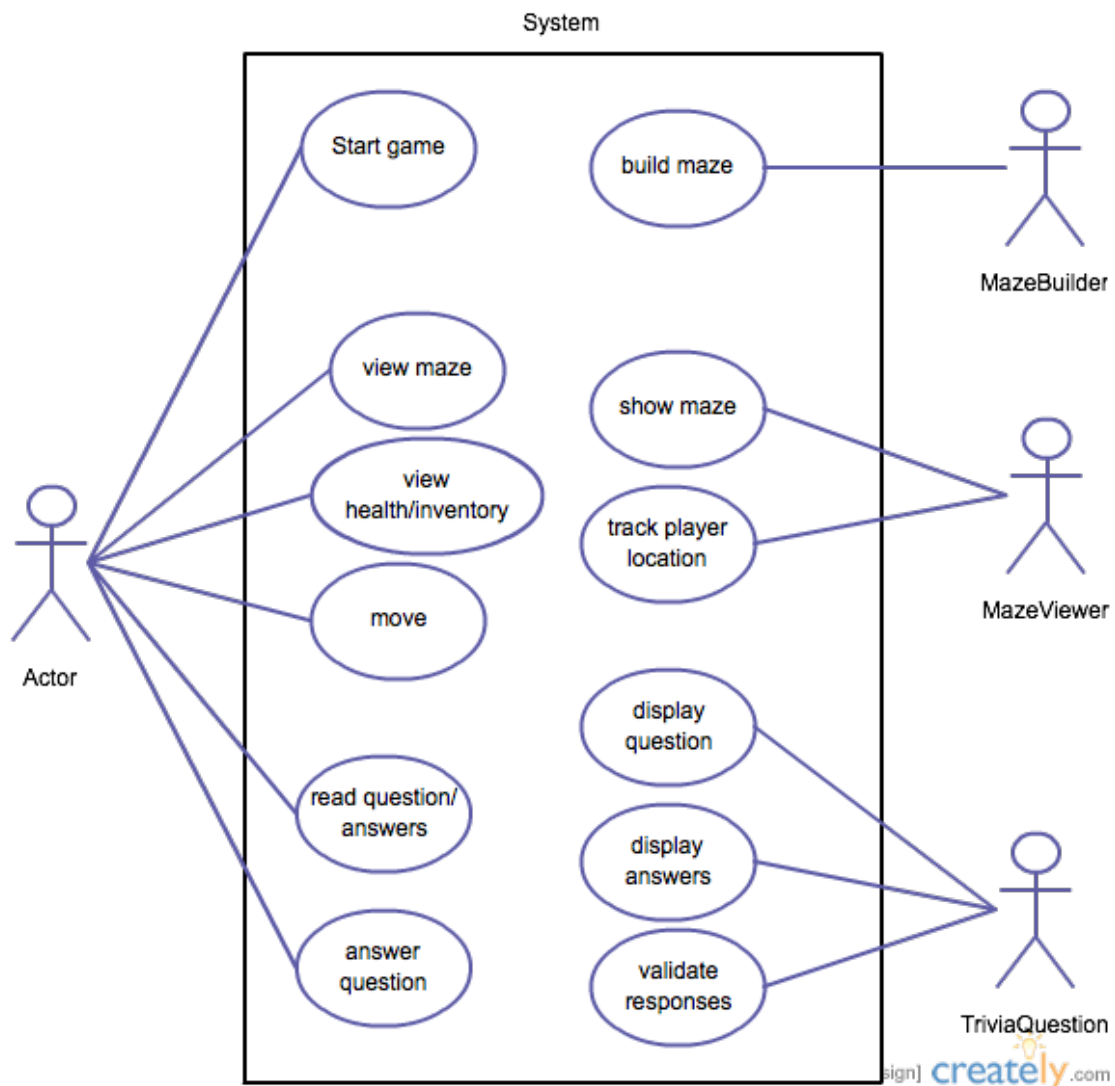 System
Start game
build maze
MazeBuilder
view maze
show maze
view
health/inventory
track player
location
move
MazeViewer
Actor
display
question
read question/
answers
display
answers
answer
question
validate
responses
TriviaQuestion
sign] creately.com